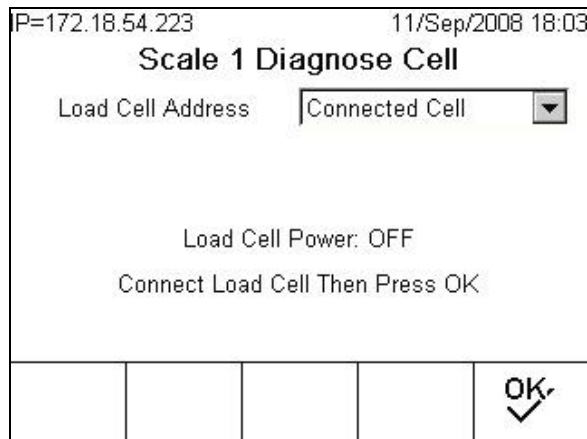 IP=172.18.54.223 11/Sep/2008 18:03
Scale 1 Diagnose Cell
Load Cell Address Connected Cell
Load Cell Power: OFF
Connect Load Cell Then Press OK
OK